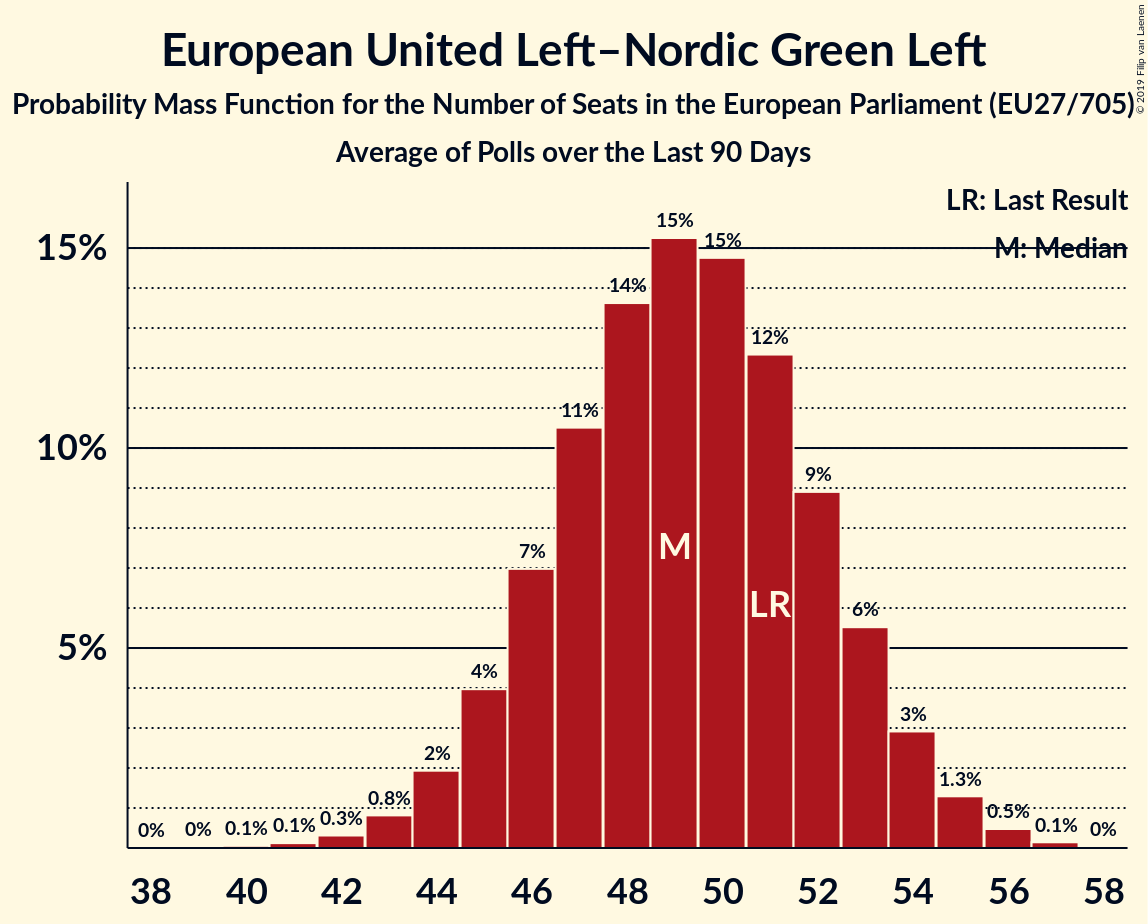 European United Left–Nordic Green Left
Probability Mass Function for the Number of Seats in the European Parliament (EU27/705)
Average of Polls over the Last 90 Days
© 2019 Filip van Laenen
LR: Last Result
M: Median
15%
10%
5%
0% 0% 0.1% 0.1% 0.3% 0.8% 2% 4% 7% 11% 14% 15% 15% 12% 9% 6% 3% 1.3% 0.5% 0.1% 0%
M
LR
38 40 42 44 46 48 50 52 54 56 58